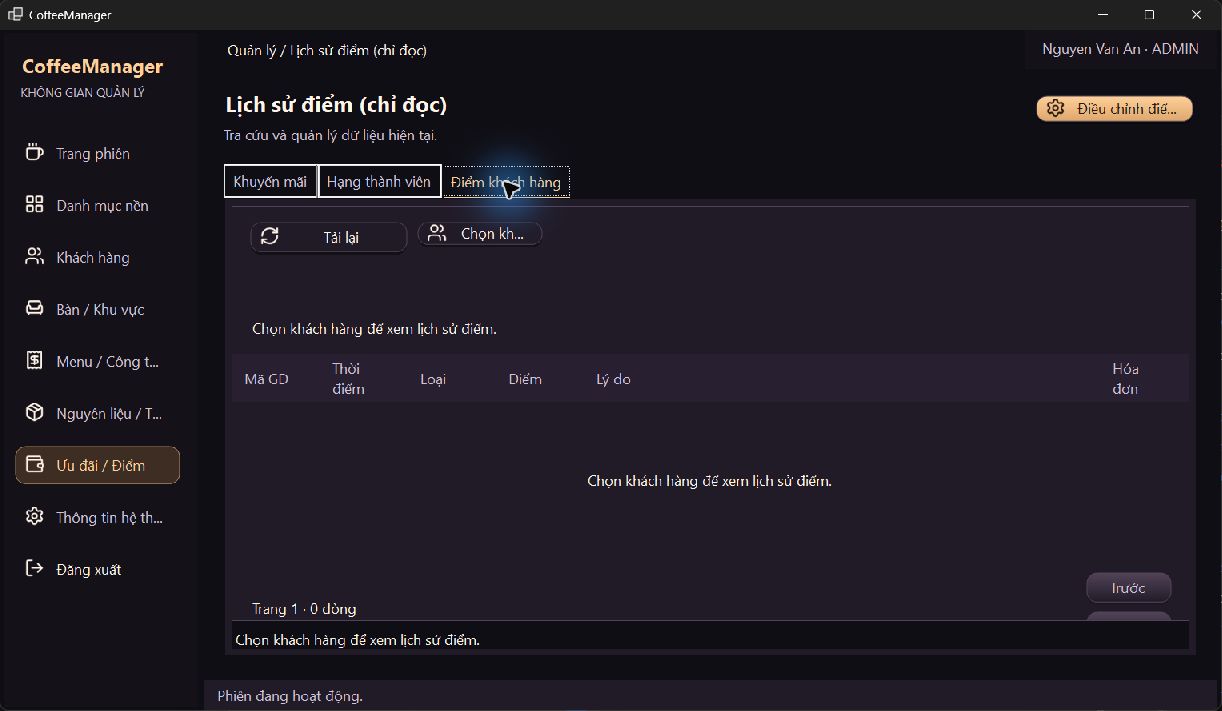 CoffeeManager
CoffeeManager
KHÔNG GIAN QUẢN LÝ
Trang phiên
Danh mục nền
Khách hàng
Bàn / Khu vực
Menu / Công t...
Nguyên liệu / T...
Ưu đãi / Điểm
Thông tin hệ th...
Đăng xuất
Quản lý / Lịch sử điểm (chỉ đọc)
Nguyen Van An · ADMIN
Lịch sử điểm (chỉ đọc)
Điều chỉnh điể...
Tra cứu và quản lý dữ liệu hiện tại.
Khuyến mãi
Hạng thành viên
Điểm khách hàng
Tải lại
Chọn kh...
Chọn khách hàng để xem lịch sử điểm.
Mã GD
Thời
điểm
Loại
Điểm
Lý do
Hóa
đơn
Chọn khách hàng để xem lịch sử điểm.
Trước
Trang 1 · 0 dòng
Chọn khách hàng để xem lịch sử điểm.
Phiên đang hoạt động.